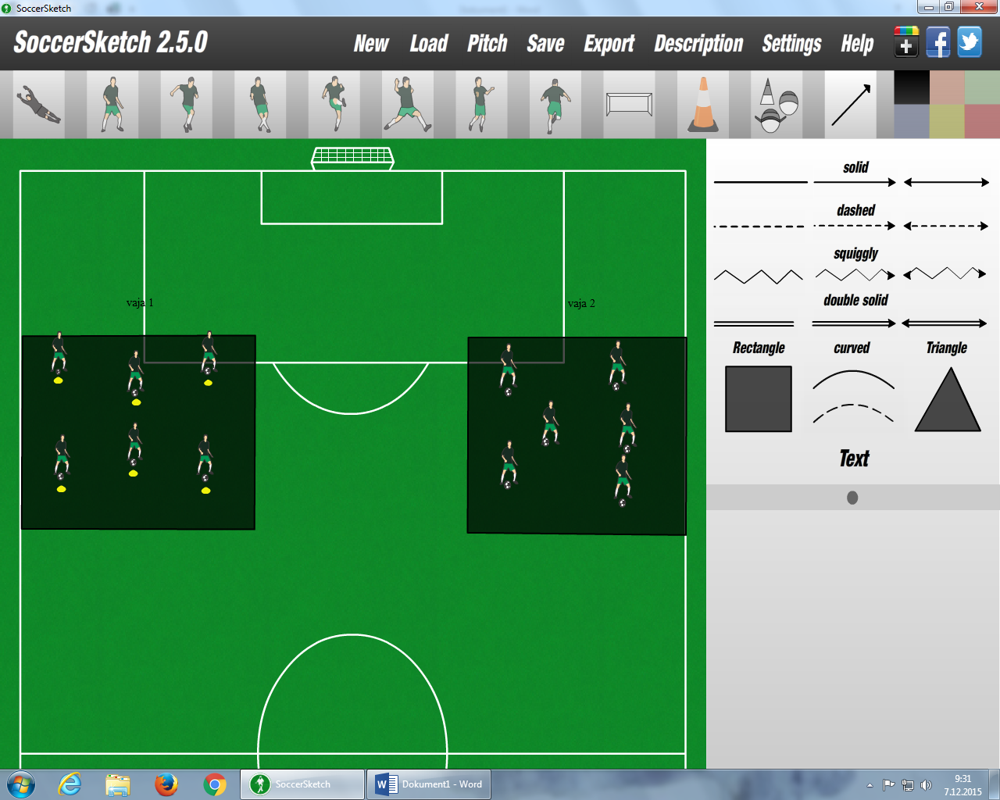 SoccerSketch
SoccerSketch 2.5.0
New Load Pitch Save Export Description Settings Help
solid
dashed
squiggly
double solid
Rectangle curved Triangle
Text
vaja 1
vaja 2
SoccerSketch
Dokument1 - Word
9:31
7.12.2015